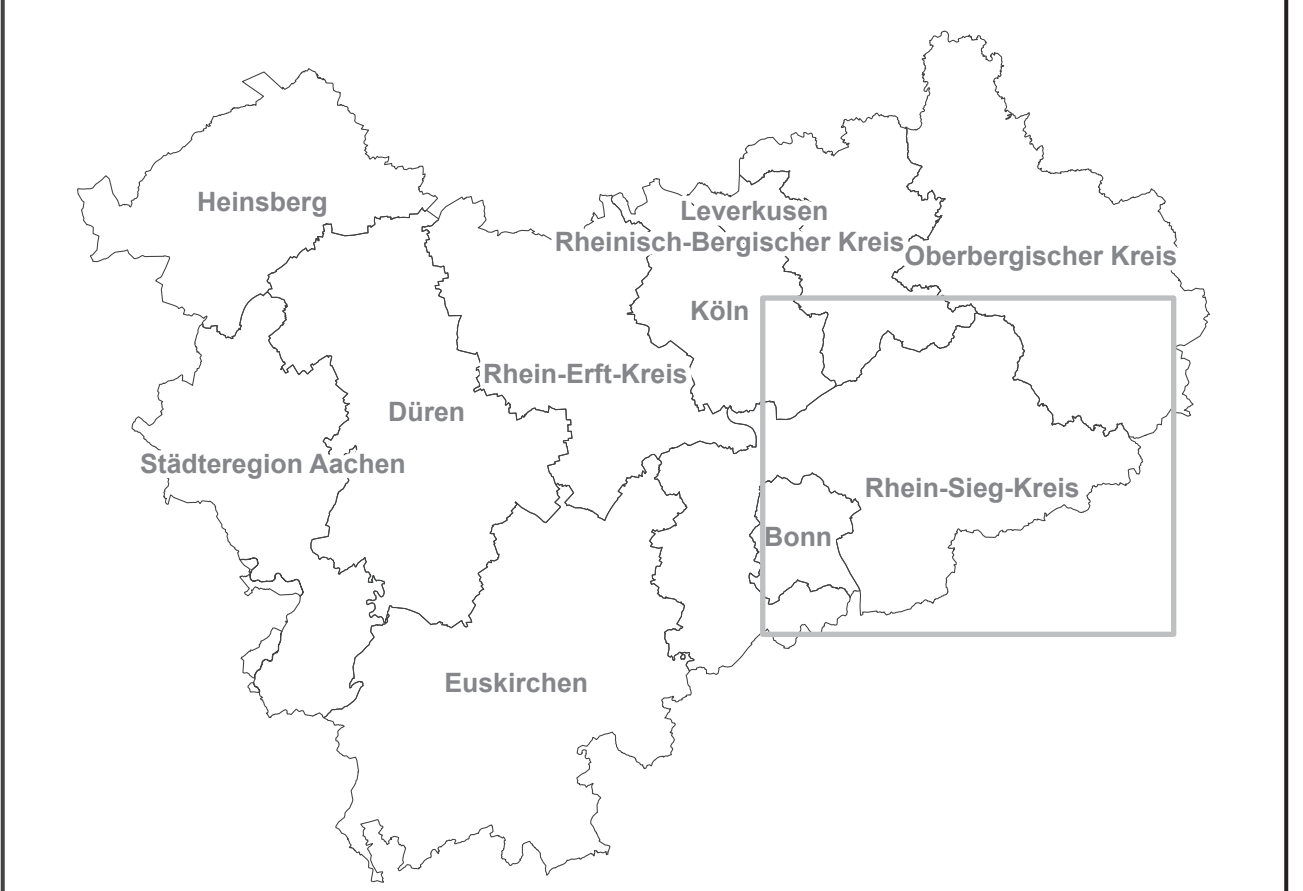 Heinsberg
Leverkusen
Rheinisch-Bergischer Kreis
Oberbergischer Kreis
Köln
Rhein-Erft-Kreis
Düren
Städteregion Aachen
Rhein-Sieg-Kreis
Bonn
Euskirchen